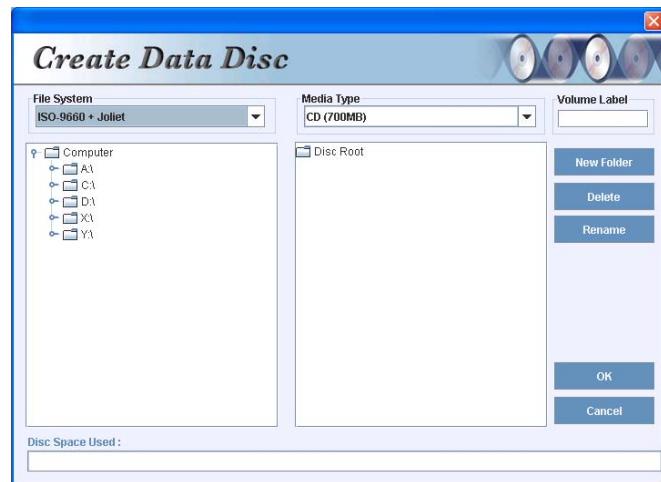 Create Data Disc
File System
Media Type
Volume Label
ISO-9660 + Joliet
CD (700MB)
Computer
A:\
C:\
D:\
X:\
Y:\
Disc Root
New Folder
Delete
Rename
OK
Cancel
Disc Space Used :